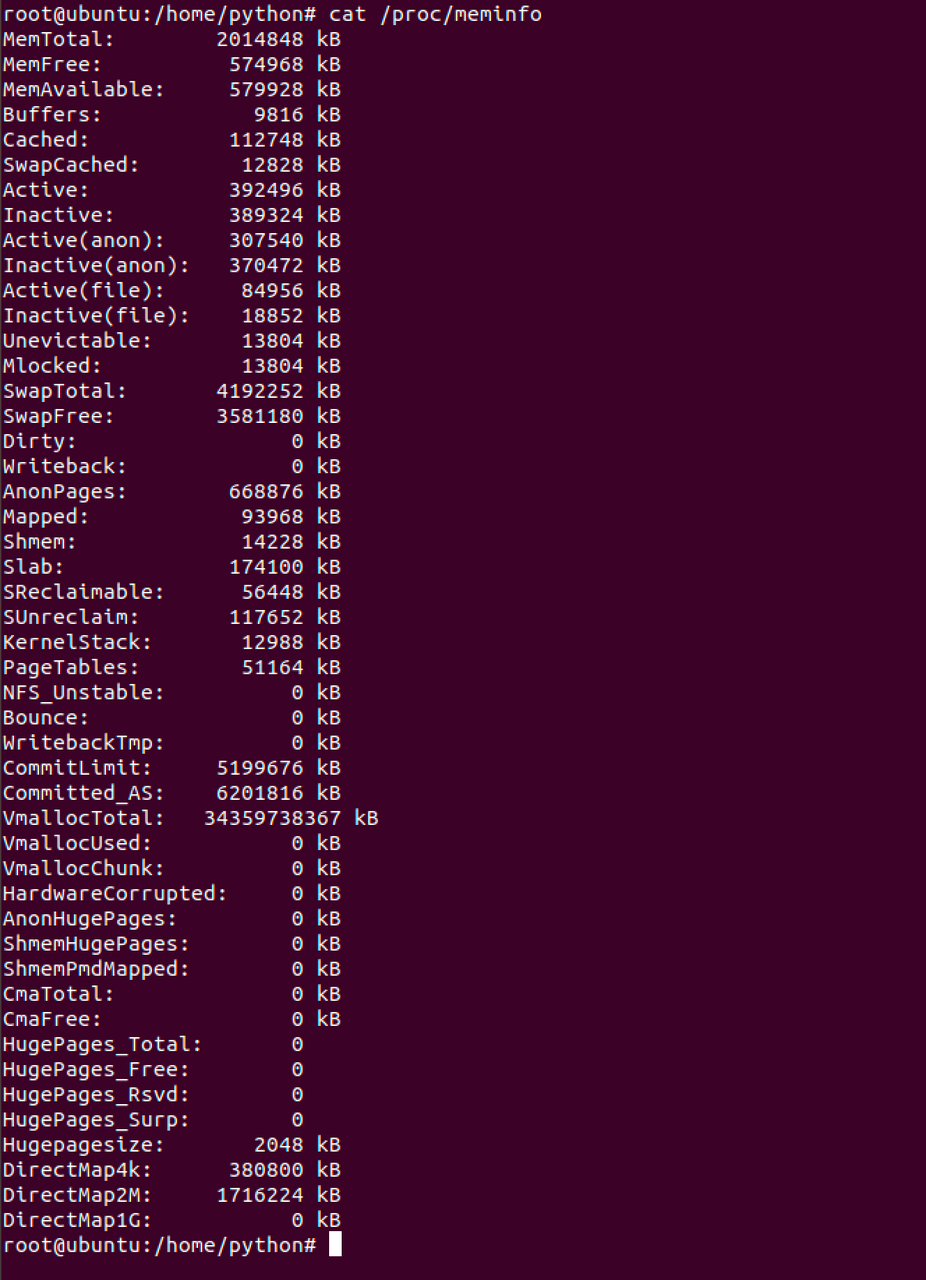 root@ubuntu:/home/python# cat /proc/meminfo
MemTotal:        2014848 kB
MemFree:          574968 kB
MemAvailable:     579928 kB
Buffers:            9816 kB
Cached:           112748 kB
SwapCached:        12828 kB
Active:           392496 kB
Inactive:         389324 kB
Active(anon):     307540 kB
Inactive(anon):   370472 kB
Active(file):      84956 kB
Inactive(file):    18852 kB
Unevictable:       13804 kB
Mlocked:           13804 kB
SwapTotal:       4192252 kB
SwapFree:        3581180 kB
Dirty:                 0 kB
Writeback:             0 kB
AnonPages:        668876 kB
Mapped:            93968 kB
Shmem:             14228 kB
Slab:             174100 kB
SReclaimable:      56448 kB
SUnreclaim:       117652 kB
KernelStack:       12988 kB
PageTables:        51164 kB
NFS_Unstable:          0 kB
Bounce:                0 kB
WritebackTmp:          0 kB
CommitLimit:     5199676 kB
Committed_AS:    6201816 kB
VmallocTotal:   34359738367 kB
VmallocUsed:           0 kB
VmallocChunk:          0 kB
HardwareCorrupted:     0 kB
AnonHugePages:         0 kB
ShmemHugePages:        0 kB
ShmemPmdMapped:        0 kB
CmaTotal:              0 kB
CmaFree:               0 kB
HugePages_Total:       0
HugePages_Free:        0
HugePages_Rsvd:        0
HugePages_Surp:        0
Hugepagesize:       2048 kB
DirectMap4k:      380800 kB
DirectMap2M:     1716224 kB
DirectMap1G:           0 kB
root@ubuntu:/home/python#